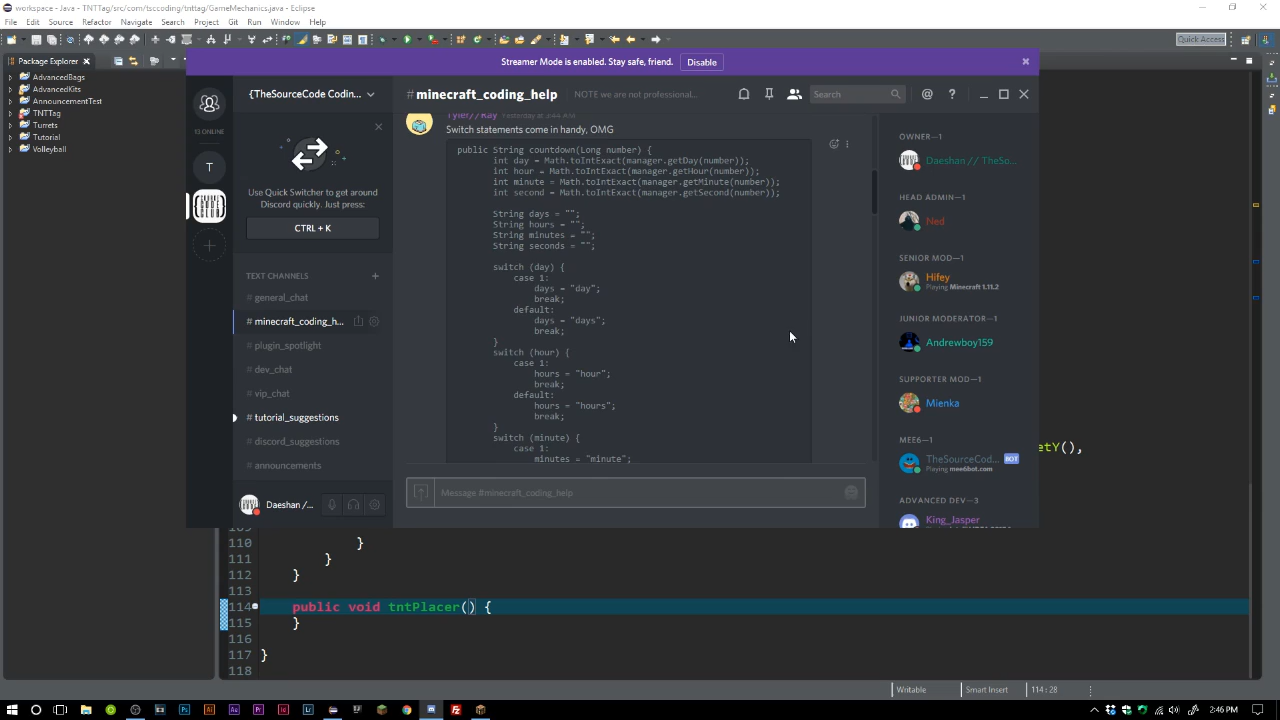 workspace - Java - TNTTag/src/com/tsccoding/tnttag/GameMechanics.java - Eclipse
File Edit Source Refactor Navigate Search Project Run Window Help
Quick Access
Package Explorer
AdvancedBags
AdvancedKits
AnnouncementTest
TNTTag
Turrets
Tutorial
Volleyball
Streamer Mode is enabled. Stay safe, friend. Disable
13 ONLINE
T
{TheSourceCode Codin...
Use Quick Switcher to get around
Discord quickly. Just press:
CTRL + K
TEXT CHANNELS
# general_chat
# minecraft_coding_h...
# plugin_spotlight
# dev_chat
# vip_chat
# tutorial_suggestions
# discord_suggestions
# announcements
Daeshan /...
#minecraft_coding_help
NOTE we are not professional...
Search
Yesterday at
Switch statements come in handy, OMG
public String countdown(Long number) {
int day = Math.toIntExact(manager.getDay(number));
int hour = Math.toIntExact(manager.getHour(number));
int minute = Math.toIntExact(manager.getMinute(number));
int second = Math.toIntExact(manager.getSecond(number));
String days = "";
String hours = "";
String minutes = "";
String seconds = "";
switch (day) {
case 1:
days = "day";
break;
default:
days = "days";
break;
}
switch (hour) {
case 1:
hours = "hour";
break;
default:
hours = "hours";
break;
}
switch (minute) {
case 1:
minutes = "minute";
Message #minecraft_coding_help
OWNER—1
Daeshan // TheSo...
HEAD ADMIN—1
Ned
SENIOR MOD—1
Hifey
Playing Minecraft 1.11.2
JUNIOR MODERATOR—1
Andrewboy159
SUPPORTER MOD—1
Mienka
MEE6—1
TheSourceCod... BOT
Playing mee6bot.com
ADVANCED DEV—3
King_Jasper
etY(),
109
110 }
111 }
112 }
113
114 public void tntPlacer() {
115 }
116
117 }
118
Writable Smart Insert 114 : 28
2:46 PM